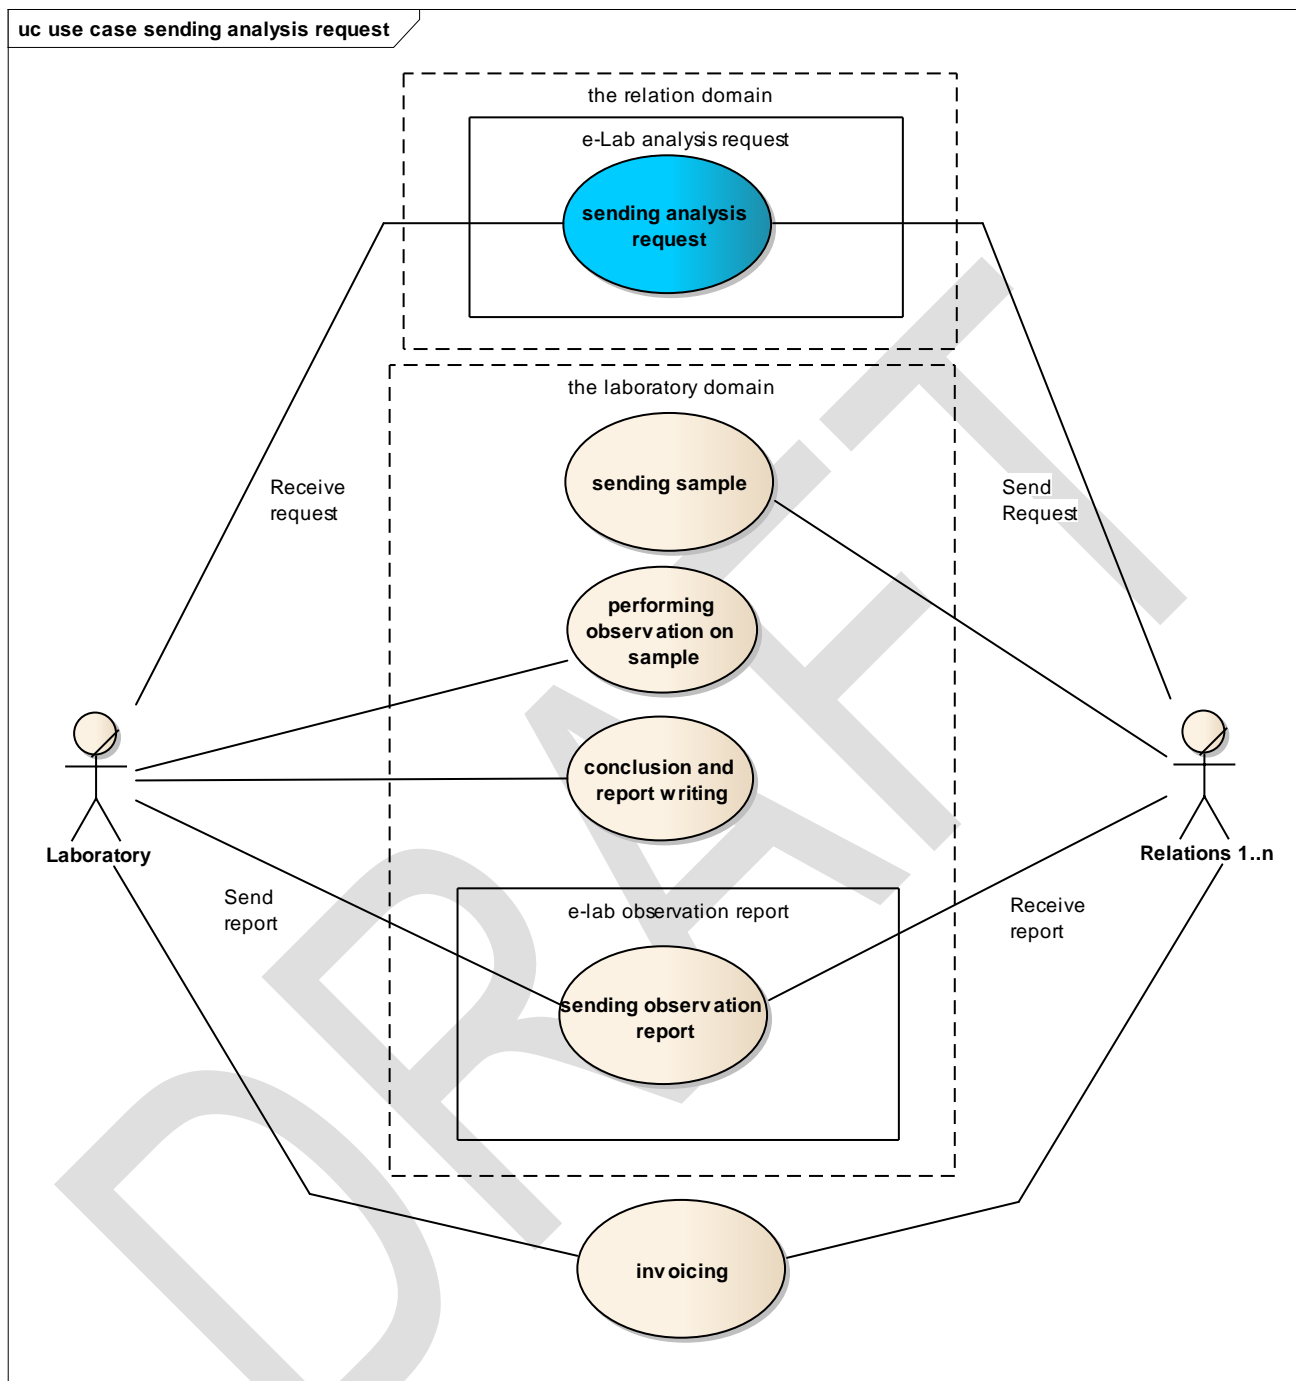 uc use case sending analysis request
the relation domain
e-Lab analysis request
sending analysis
request
the laboratory domain
sending sample
Receive
request
Send
Request
performing
observation on
sample
conclusion and
report writing
Laboratory
Relations 1..n
Send
report
e-lab observation report
Receive
report
sending observation
report
invoicing
DRAFT